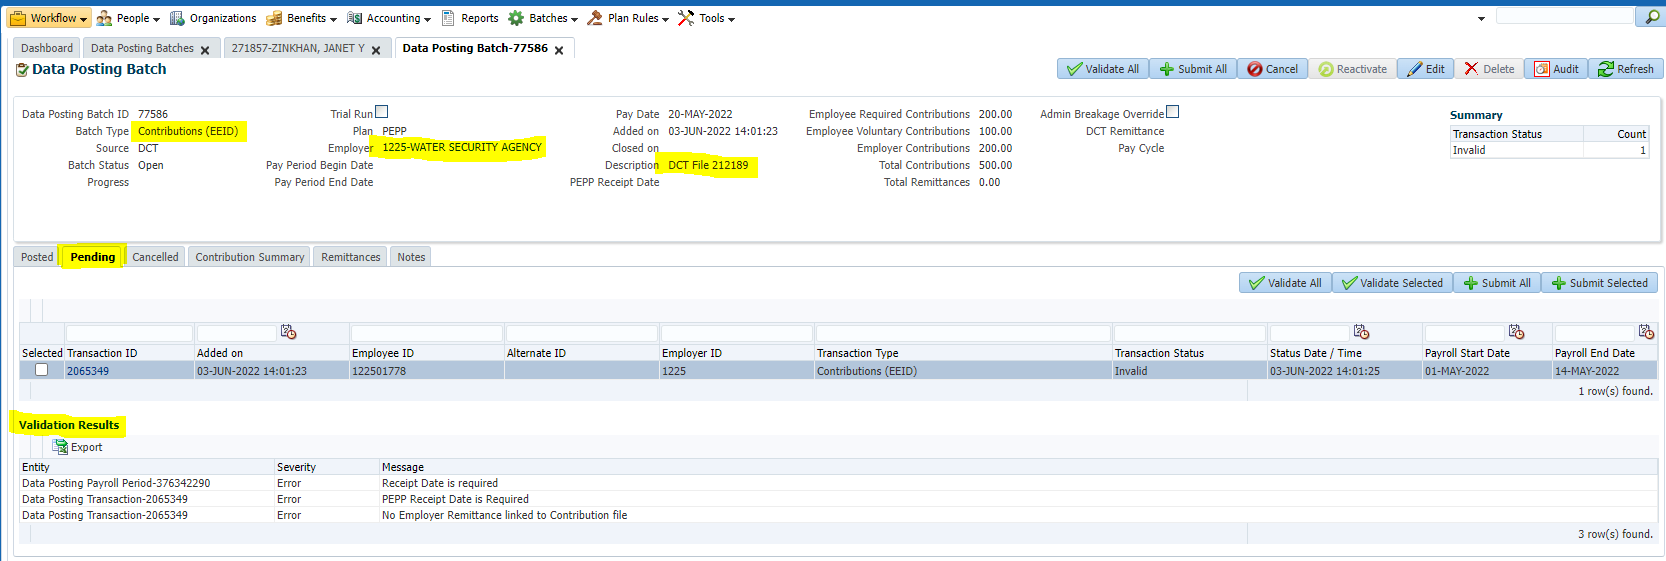 Workflow People Organizations Benefits Accounting Reports Batches Plan Rules Tools
Dashboard Data Posting Batches 271857-ZINKHAN, JANET Y Data Posting Batch-77586
Data Posting Batch Validate All Submit All Cancel Reactivate Edit Delete Audit Refresh
Data Posting Batch ID 77586 Trial Run Pay Date 20-MAY-2022 Employee Required Contributions 200.00 Admin Breakage Override Summary
Batch Type Contributions (EEID) Plan PEPP Added on 03-JUN-2022 14:01:23 Employee Voluntary Contributions 100.00 DCT Remittance Transaction Status Count
Source DCT Employer 1225-WATER SECURITY AGENCY Closed on Employer Contributions 200.00 Pay Cycle Invalid 1
Batch Status Open Pay Period Begin Date Description DCT File 212189 Total Contributions 500.00
Progress Pay Period End Date PEPP Receipt Date Total Remittances 0.00
Posted Pending Cancelled Contribution Summary Remittances Notes
Validate All Validate Selected Submit All Submit Selected
Selected Transaction ID Added on Employee ID Alternate ID Employer ID Transaction Type Transaction Status Status Date / Time Payroll Start Date Payroll End Date
2065349 03-JUN-2022 14:01:23 122501778 1225 Contributions (EEID) Invalid 03-JUN-2022 14:01:25 01-MAY-2022 14-MAY-2022
1 row(s) found.
Validation Results
Export
Entity Severity Message
Data Posting Payroll Period-376342290 Error Receipt Date is required
Data Posting Transaction-2065349 Error PEPP Receipt Date is Required
Data Posting Transaction-2065349 Error No Employer Remittance linked to Contribution file
3 row(s) found.